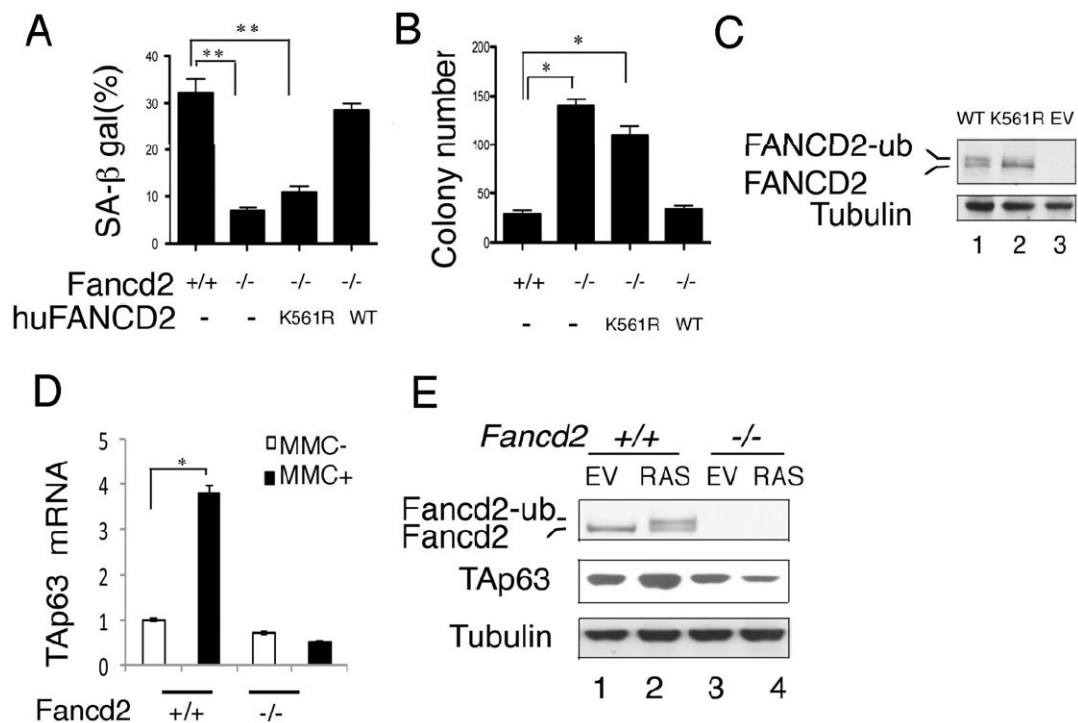 A
SA-β gal(%)
40
30
20
10
0
** 
**
Fancd2 +/+ -/- -/- -/-
huFANCD2 - - K561R WT
B
Colony number
200
150
100
50
0
*
*
+/+ -/- -/- -/-
- - K561R WT
C
WT K561R EV
FANCD2-ub
FANCD2
Tubulin
1 2 3
D
TAp63 mRNA
5
4
3
2
1
0
*
MMC-
MMC+
Fancd2 +/+ -/-
E
Fancd2 +/+ -/-
EV RAS EV RAS
Fancd2-ub
Fancd2
TAp63
Tubulin
1 2 3 4